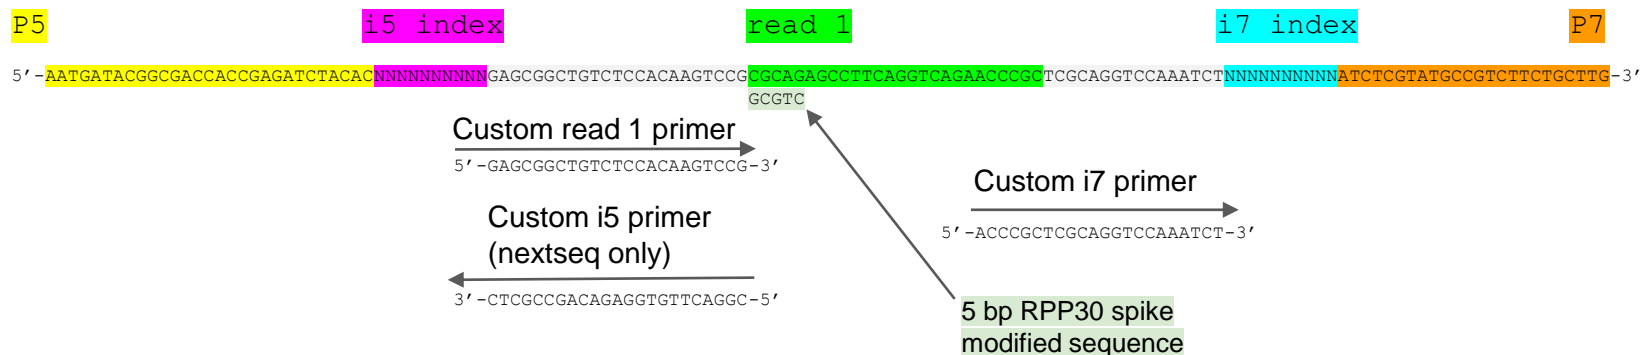 P5 i5 index read 1 i7 index P7
5’-AATGATACGGCGACCACCGAGATCTACACNNNNNNNNNNGAGCGGCTGTCTCCACAAGTCCGCGCAGAGCCTTCAGGTCAGAACCCGCTCGCAGGTCCAAATCTNNNNNNNNNNATCTCGTATGCCGTCTTCTGCTTG-3’
GCGTC
Custom read 1 primer
5’-GAGCGGCTGTCTCCACAAGTCCG-3’
Custom i7 primer
5’-ACCCGCTCGCAGGTCCAAATCT-3’
Custom i5 primer
(nextseq only)
3’-CTCGCCGACAGAGGTGTTCAGGC-5’
5 bp RPP30 spike
modified sequence